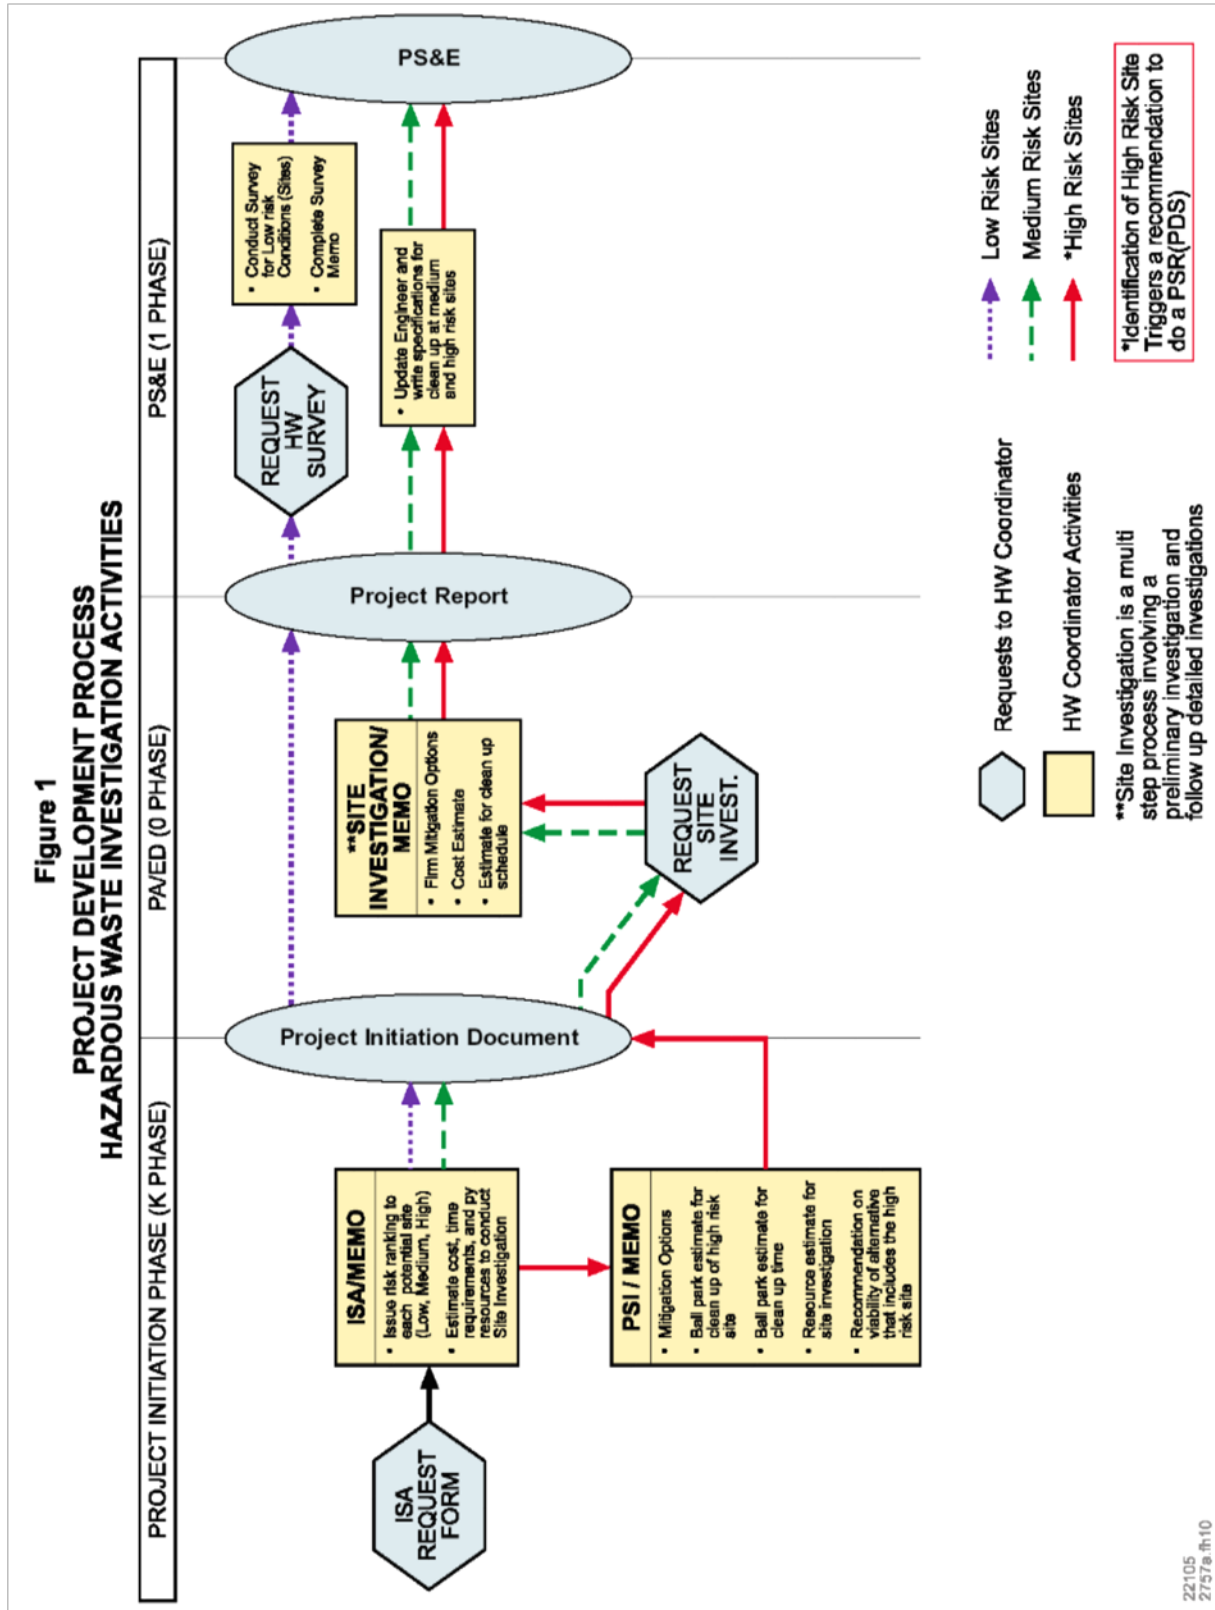 Figure 1
PROJECT DEVELOPMENT PROCESS
HAZARDOUS WASTE INVESTIGATION ACTIVITIES
PROJECT INITIATION PHASE (K PHASE)
PA/ED (0 PHASE)
PS&E (1 PHASE)
ISA
REQUEST
FORM
ISA/MEMO
• Issue risk ranking to
each potential site
(Low, Medium, High)
• Estimate cost, time
requirements, and py
resources to conduct
Site Investigation
PSI / MEMO
• Mitigation Options
• Ball park estimate for
clean up of high risk
site
• Ball park estimate for
clean up time
• Resource estimate for
site investigation
• Recommendation on
viability of alternative
that includes the high
risk site
Project Initiation Document
**SITE
INVESTIGATION/
MEMO
• Firm Mitigation Options
• Cost Estimate
• Estimate for clean up
schedule
REQUEST
SITE
INVEST.
Project Report
REQUEST
HW
SURVEY
• Conduct Survey
for Low risk
Conditions (Sites)
• Complete Survey
Memo
• Update Engineer and
write specifications for
clean up at medium
and high risk sites
PS&E
Requests to HW Coordinator
HW Coordinator Activities
**Site Investigation is a multi
step process involving a
preliminary investigation and
follow up detailed investigations
Low Risk Sites
Medium Risk Sites
*High Risk Sites
*Identification of High Risk Site
Triggers a recommendation to
do a PSR(PDS)
22105
2757a.fh10